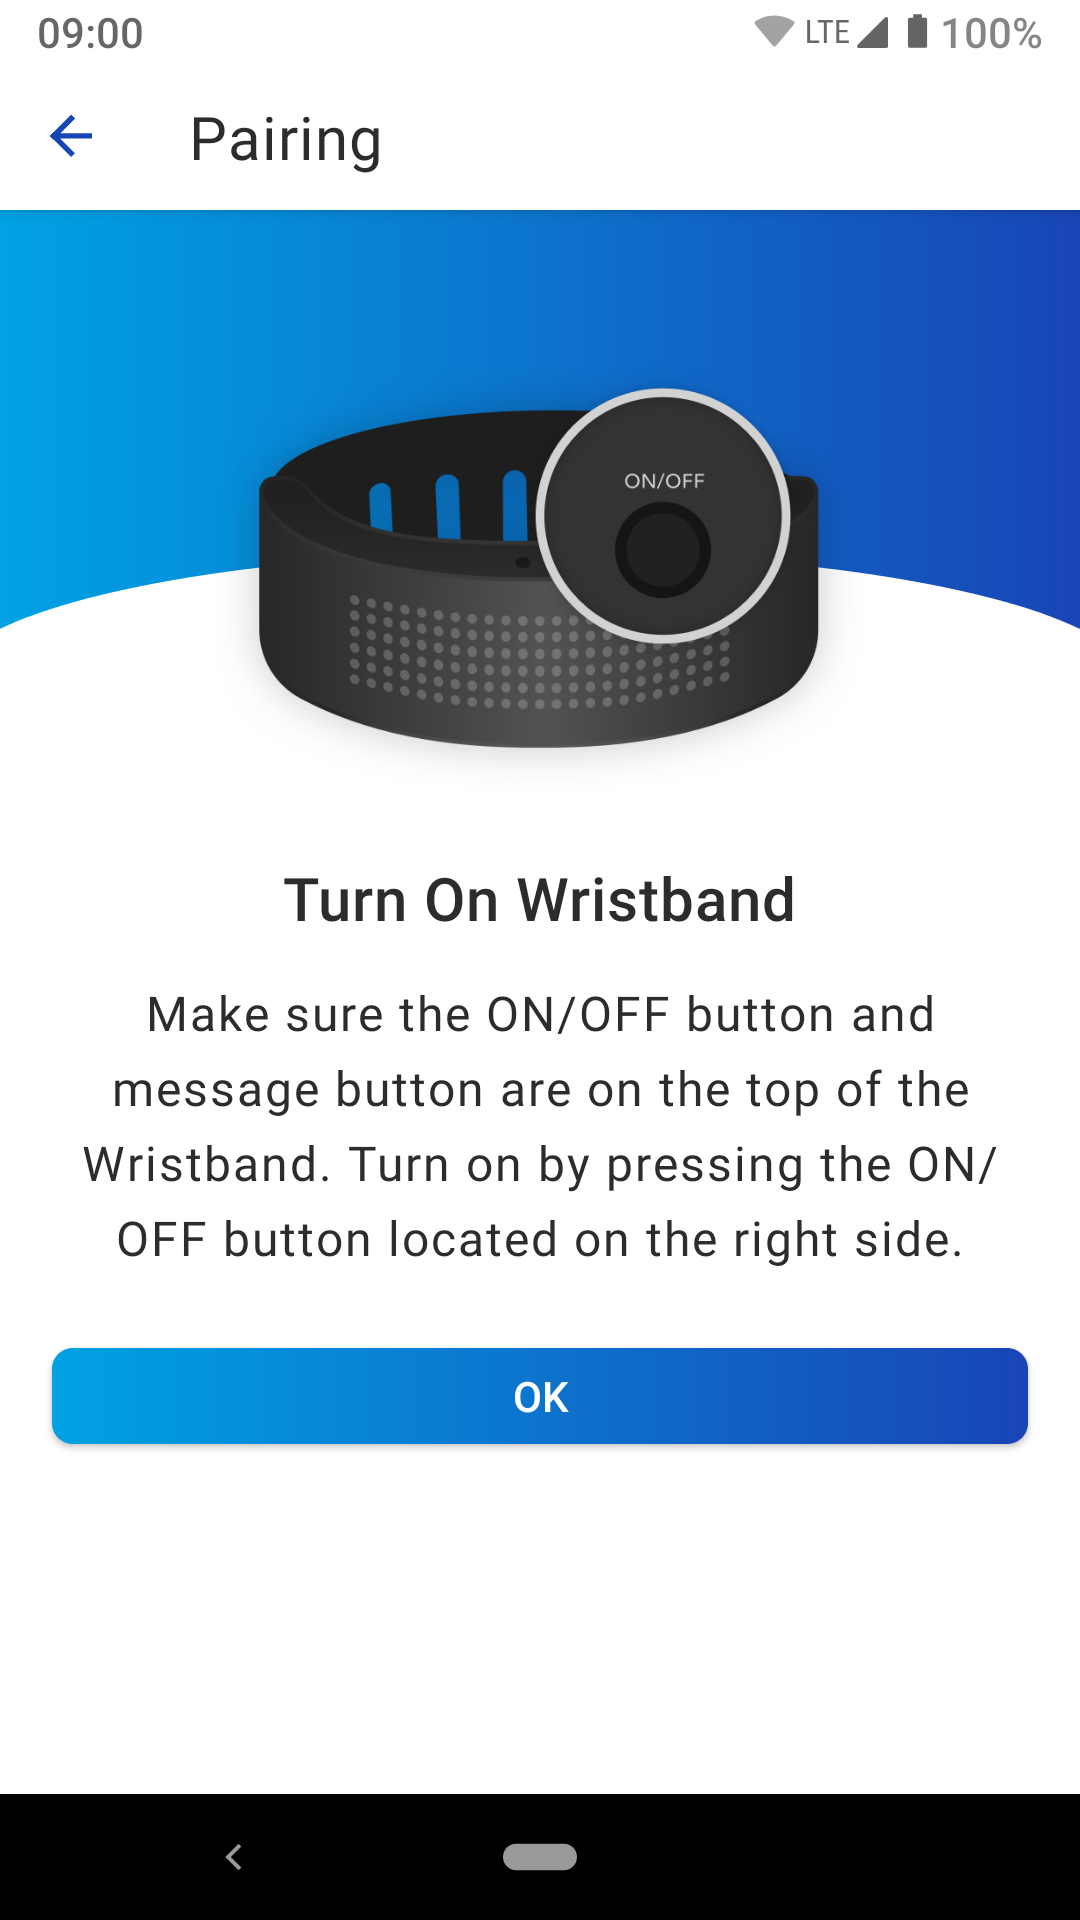 09:00 LTE 100%
Pairing
ON/OFF
Turn On Wristband
Make sure the ON/OFF button and
message button are on the top of the
Wristband. Turn on by pressing the ON/
OFF button located on the right side.
OK